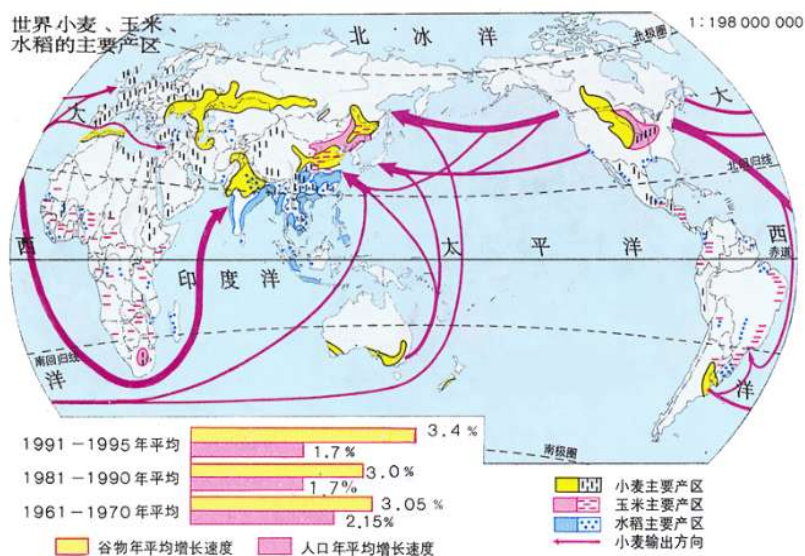 世界小麦、玉米、
水稻的主要产区
1:198 000 000
北冰洋
北极圈
大
大
北回归线
西
太平洋
西
赤道
印度洋
南回归线
洋
洋
南极圈
1991－1995年平均
3.4%
1.7%
1981－1990年平均
3.0%
1.7%
1961－1970年平均
3.05%
2.15%
谷物年平均增长速度
人口年平均增长速度
小麦主要产区
玉米主要产区
水稻主要产区
小麦输出方向